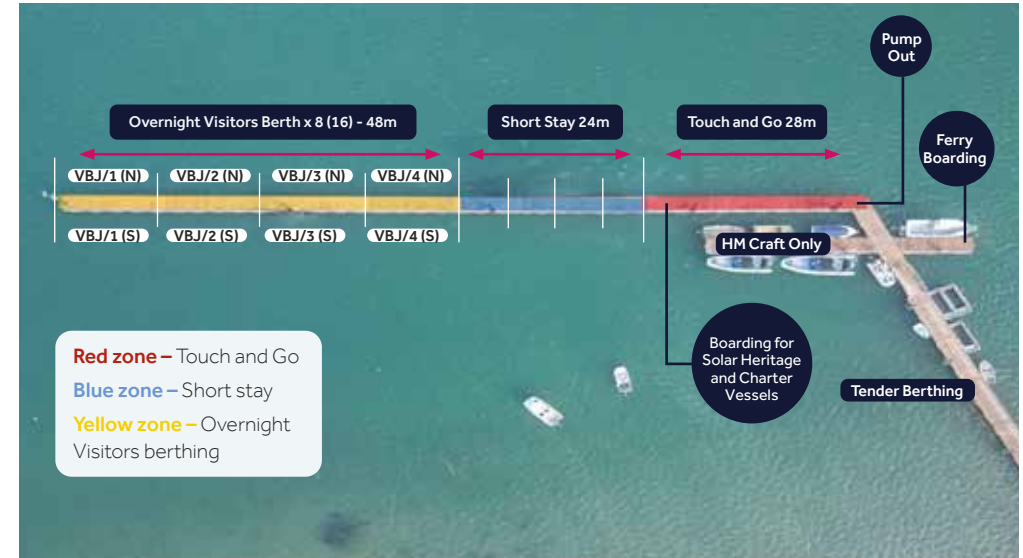 Pump
Out
Overnight Visitors Berth x 8 (16) - 48m
Short Stay 24m
Touch and Go 28m
Ferry
Boarding
VBJ/1 (N)
VBJ/2 (N)
VBJ/3 (N)
VBJ/4 (N)
VBJ/1 (S)
VBJ/2 (S)
VBJ/3 (S)
VBJ/4 (S)
HM Craft Only
Boarding for
Solar Heritage
and Charter
Vessels
Tender Berthing
Red zone – Touch and Go
Blue zone – Short stay
Yellow zone – Overnight
Visitors berthing